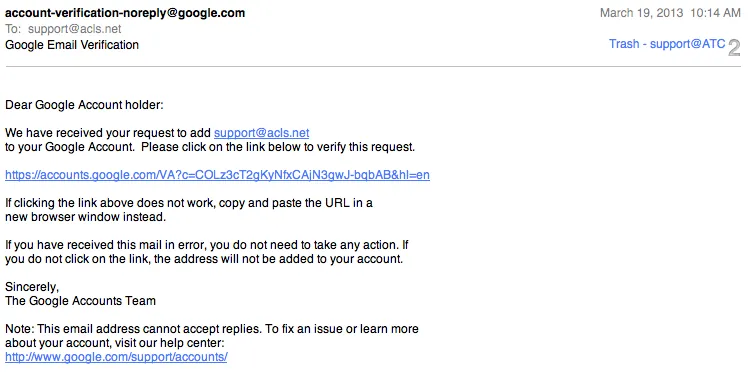 account-verification-noreply@google.com March 19, 2013 10:14 AM
To: support@acls.net
Google Email Verification Trash - support@ATC 2
Dear Google Account holder:
We have received your request to add support@acls.net
to your Google Account. Please click on the link below to verify this request.
https://accounts.google.com/VA?c=COLz3cT2gKyNfxCAjN3gwJ-bqbAB&hl=en
If clicking the link above does not work, copy and paste the URL in a
new browser window instead.
If you have received this mail in error, you do not need to take any action. If
you do not click on the link, the address will not be added to your account.
Sincerely,
The Google Accounts Team
Note: This email address cannot accept replies. To fix an issue or learn more
about your account, visit our help center:
http://www.google.com/support/accounts/